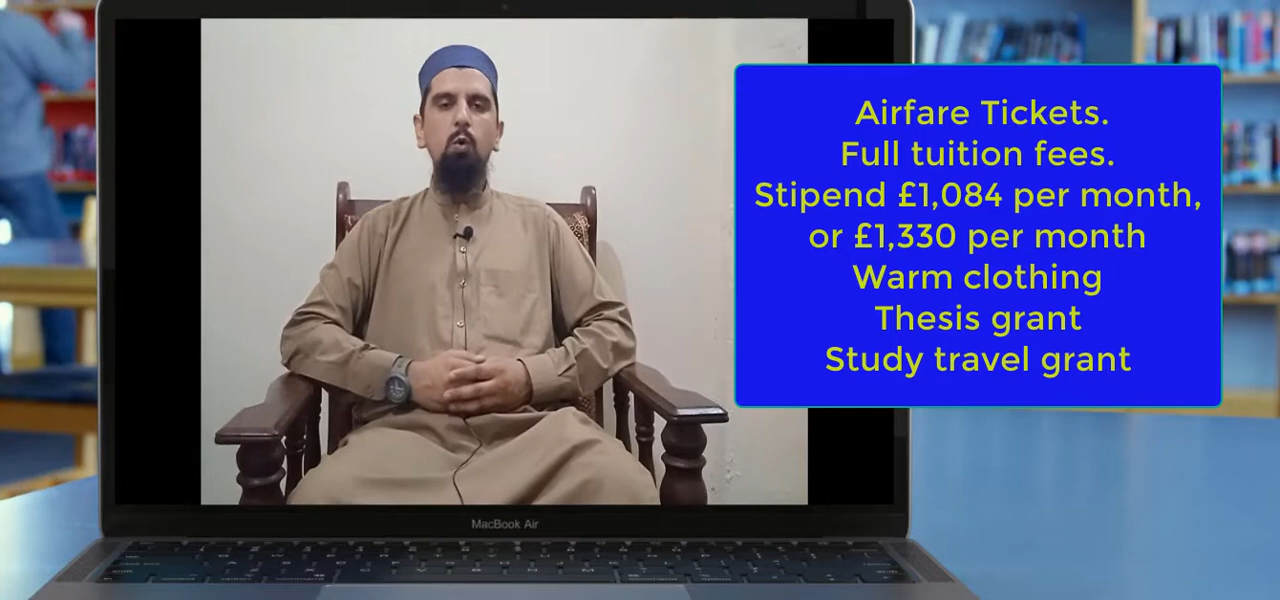 Airfare Tickets.
Full tuition fees.
Stipend £1,084 per month,
or £1,330 per month
Warm clothing
Thesis grant
Study travel grant
MacBook Air